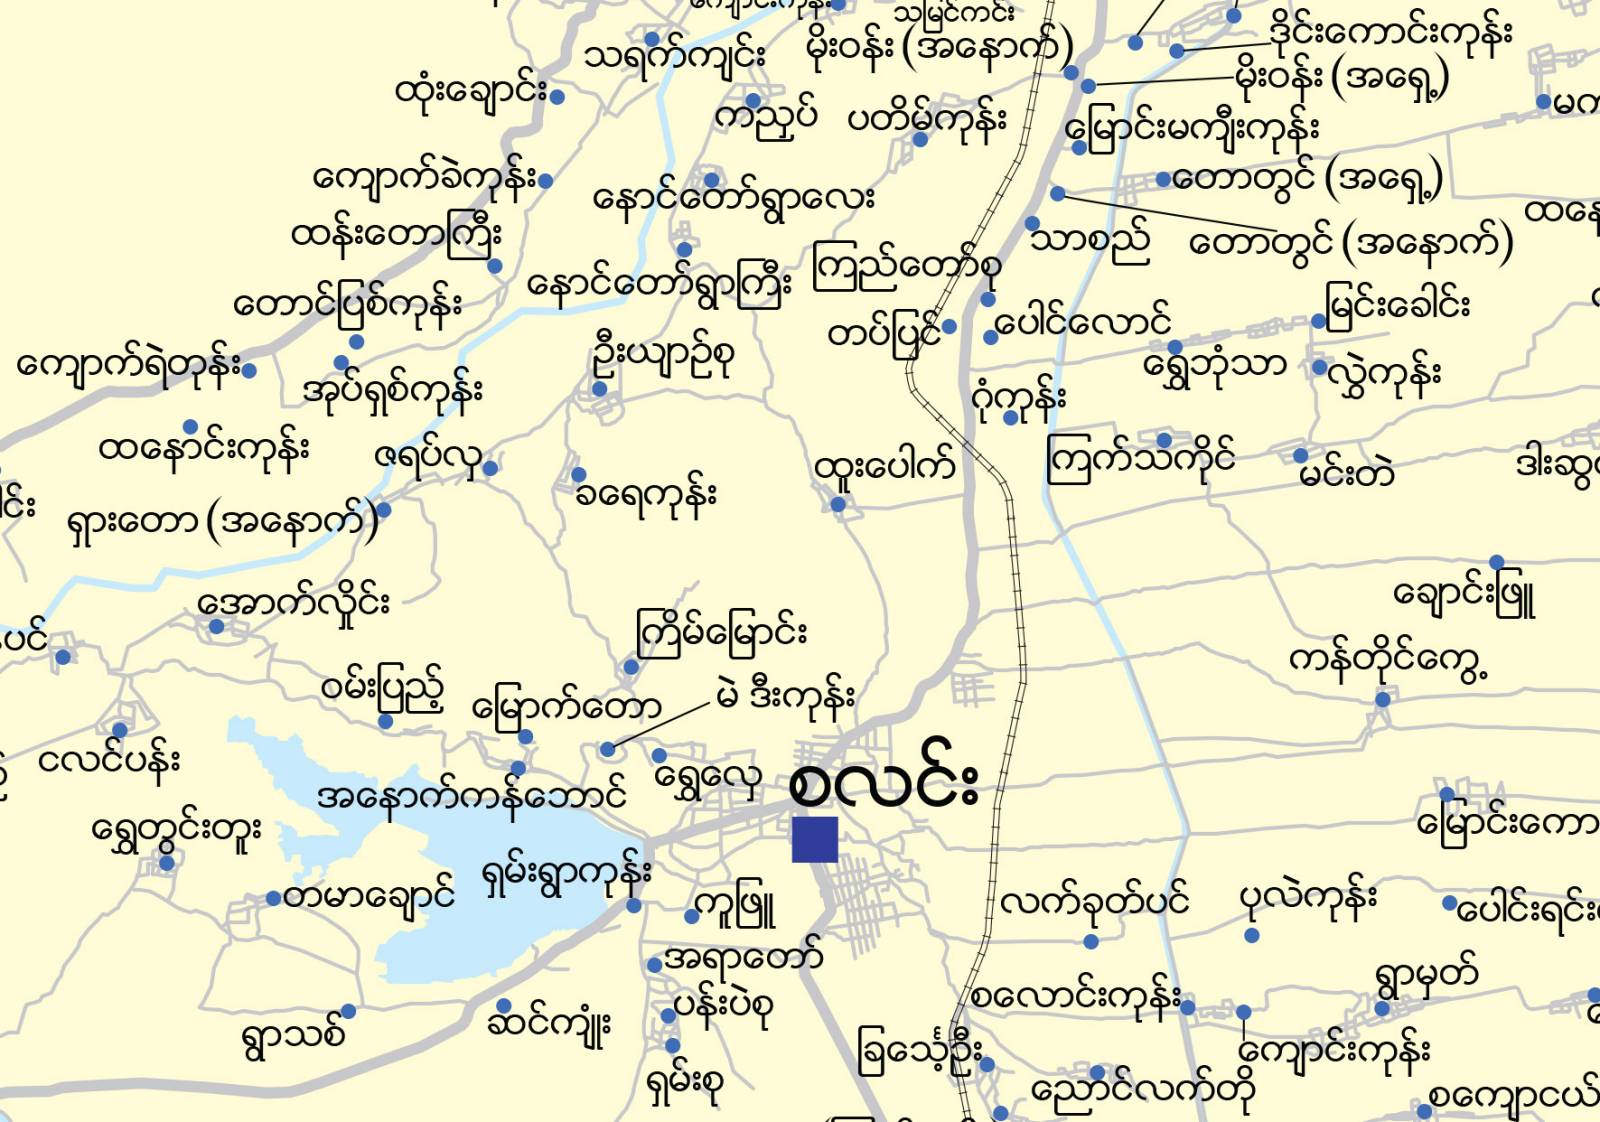 သမြင်ကင်း
ဒိုင်းကောင်းကုန်း
သရက်ကျင်း
မိုးဝန်း (အနောက်)
မိုးဝန်း (အရှေ့)
ထုံးချောင်း
ကညှပ်
ပတိမ်ကုန်း
မြောင်းမကျီးကုန်း
ကျောက်ခဲကုန်း
နောင်တော်ရွာလေး
တောတွင် (အရှေ့)
ထန်းတောကြီး
သာစည်
တောတွင် (အနောက်)
နောင်တော်ရွာကြီး
ကြည်တော်စု
တောင်ပြစ်ကုန်း
တပ်ပြင်
ပေါင်လောင်
မြင်းခေါင်း
ကျောက်ရဲတုန်း
ဦးယျာဉ်စု
ရွှေဘုံသာ
လွဲကုန်း
အုပ်ရှစ်ကုန်း
ဂုံကုန်း
ထနောင်းကုန်း
ဇရပ်လှ
ထူးပေါက်
ကြက်သကိုင်
မင်းတဲ
ခရေကုန်း
ရှားတော (အနောက်)
အောက်လှိုင်း
ချောင်းဖြူ
ကြိမ်မြောင်း
ကန်တိုင်ကွေ့
ဝမ်းပြည့်
မြောက်တော
မဲ ဒီးကုန်း
ငလင်ပန်း
ရွှေလှေ
စလင်း
အနောက်ကန်ဘောင်
ရွှေတွင်းတူး
ရှမ်းရွာကုန်း
တမာချောင်
ကူဖြူ
လက်ခုတ်ပင်
ပုလဲကုန်း
အရာတော်
ရွာမှတ်
ပန်းပဲစု
စလောင်းကုန်း
ရွာသစ်
ဆင်ကျုံး
ခြင်္သေ့ဦး
ကျောင်းကုန်း
ရှမ်းစု
ညောင်လက်တို